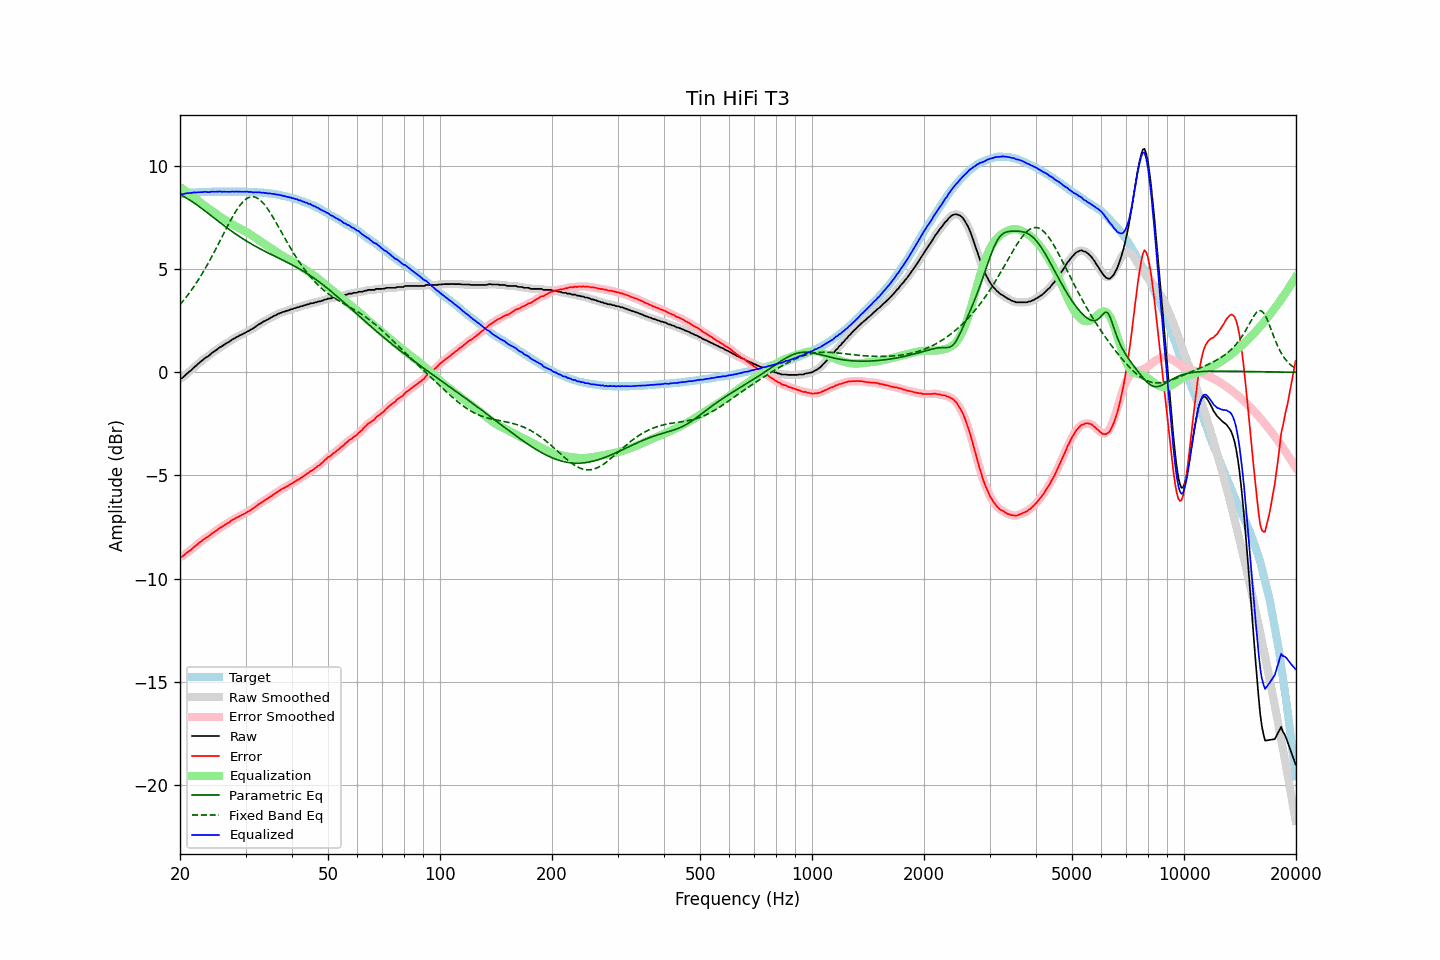 Tin HiFi T3
Amplitude (dBr)
10
5
0
−5
−10
−15
−20
Target
Raw Smoothed
Error Smoothed
Raw
Error
Equalization
Parametric Eq
Fixed Band Eq
Equalized
20 50 100 200 500 1000 2000 5000 10000 20000
Frequency (Hz)